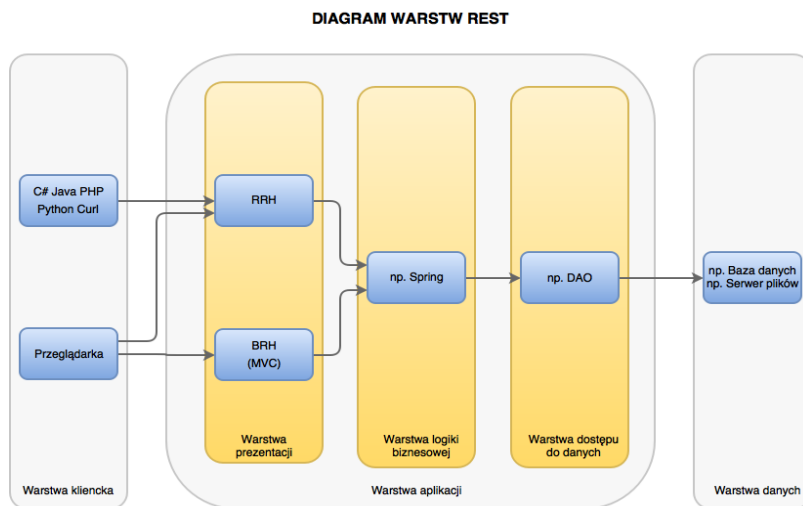 DIAGRAM WARSTW REST
C# Java PHP
Python Curl
Przeglądarka
Warstwa kliencka
RRH
BRH
(MVC)
Warstwa
prezentacji
np. Spring
Warstwa logiki
biznesowej
np. DAO
Warstwa dostępu
do danych
Warstwa aplikacji
np. Baza danych
np. Serwer plików
Warstwa danych